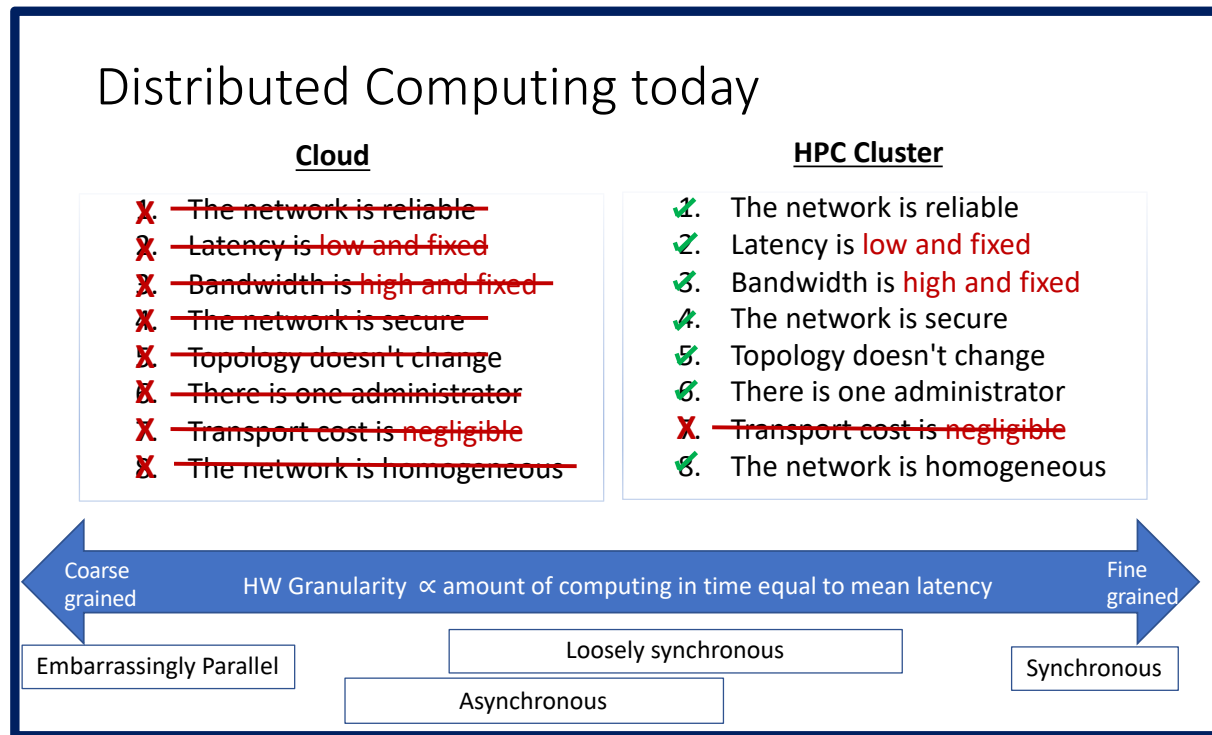 Distributed Computing today
Cloud
1. The network is reliable
2. Latency is low and fixed
3. Bandwidth is high and fixed
4. The network is secure
5. Topology doesn't change
6. There is one administrator
7. Transport cost is negligible
8. The network is homogeneous
HPC Cluster
1. The network is reliable
2. Latency is low and fixed
3. Bandwidth is high and fixed
4. The network is secure
5. Topology doesn't change
6. There is one administrator
7. Transport cost is negligible
8. The network is homogeneous
Coarse
grained
HW Granularity ∝ amount of computing in time equal to mean latency
Fine
grained
Embarrassingly Parallel
Loosely synchronous
Synchronous
Asynchronous